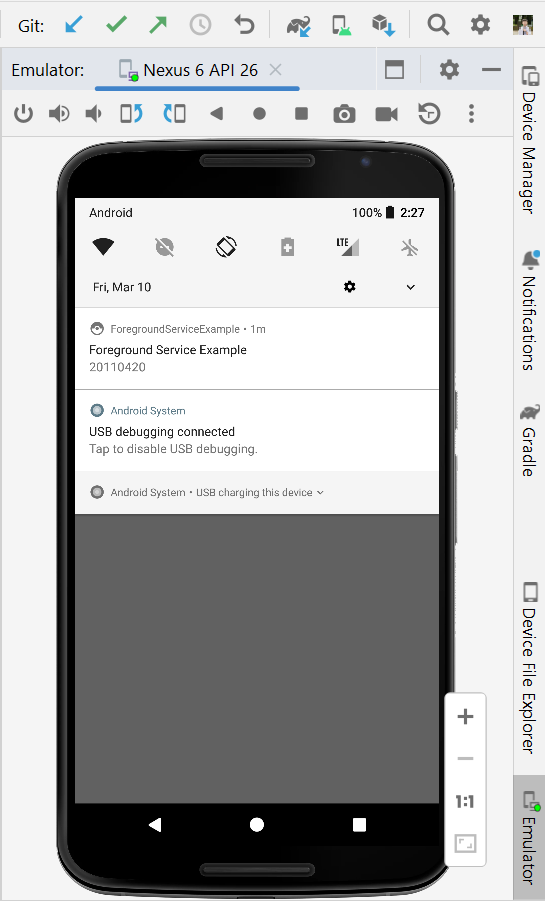 Git:
Emulator:
Nexus 6 API 26
Android
100%
2:27
LTE
Fri, Mar 10
ForegroundServiceExample • 1m
Foreground Service Example
20110420
Android System
USB debugging connected
Tap to disable USB debugging.
Android System • USB charging this device
1:1
Device Manager
Notifications
Gradle
Device File Explorer
Emulator